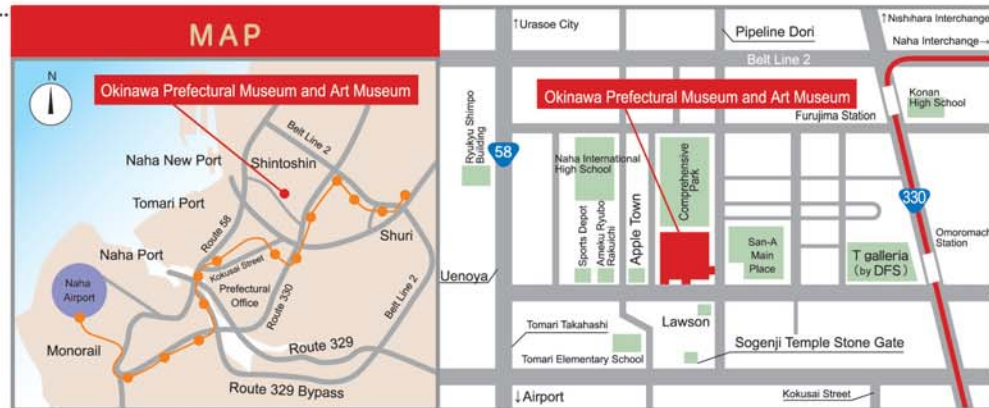 MAP
N
Okinawa Prefectural Museum and Art Museum
Belt Line 2
Naha New Port
Shintoshin
Tomari Port
Route 58
Shuri
Naha Port
Kokusai Street
Prefectural
Office
Naha
Airport
Route 330
Belt Line 2
Monorail
Route 329
Route 329 Bypass
↑Urasoe City
Pipeline Dori
↑Nishihara Interchange
Naha Interchange→
Belt Line 2
Okinawa Prefectural Museum and Art Museum
Konan
High School
Furujima Station
Ryukyu Shimpo
Building
58
Naha International
High School
Comprehensive
Park
330
Sports Depot
Ameku Ryubo
Rakuichi
Apple Town
San-A
Main
Place
T galleria
(by DFS)
Omoromach
Station
Uenoya
Lawson
Tomari Takahashi
Tomari Elementary School
Sogenji Temple Stone Gate
↓Airport
Kokusai Street